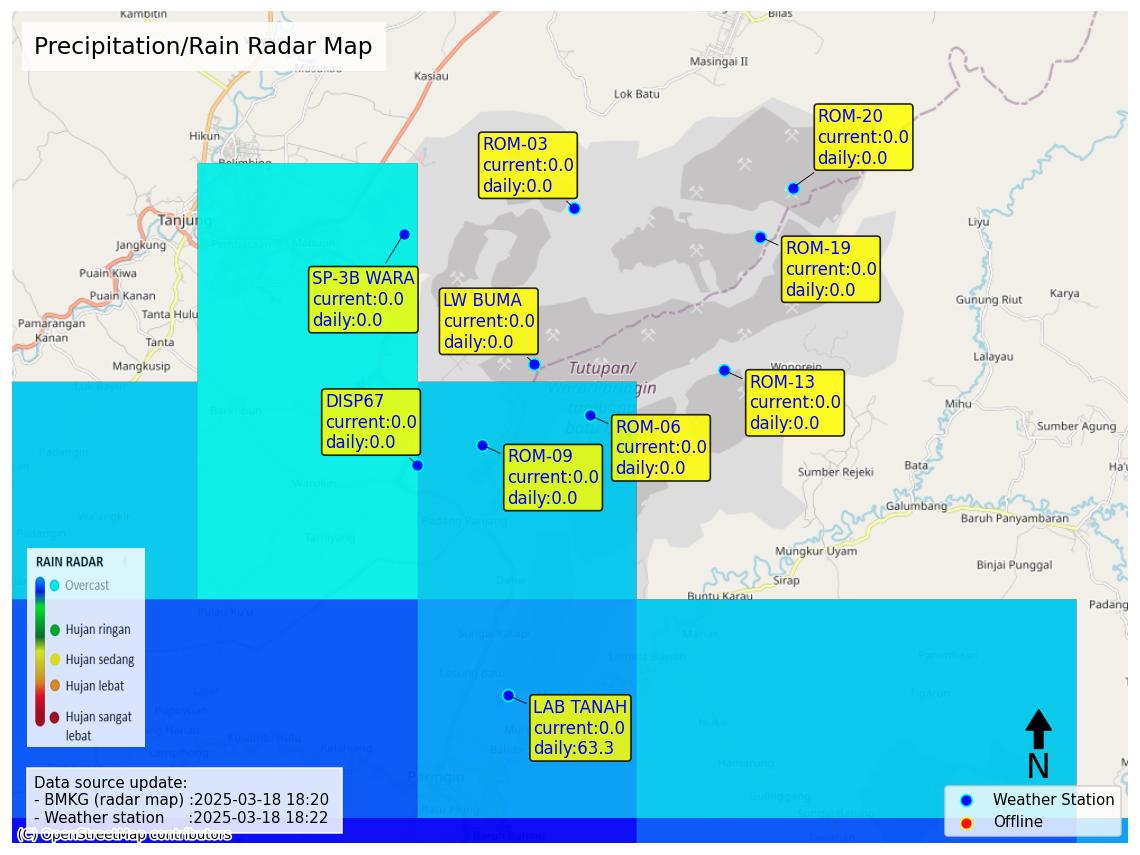 Precipitation/Rain Radar Map
Kambitin
Bilas
Masukau
Kasiau
Masingai II
Lok Batu
Hikun
Belimbing
Tanjung
Jangkung
Puain Kiwa
Puain Kanan
Tanta Hulu
Pamarangan
Kanan
Tanta
Mangkusip
ROM-03
current:0.0
daily:0.0
ROM-20
current:0.0
daily:0.0
SP-3B WARA
current:0.0
daily:0.0
LW BUMA
current:0.0
daily:0.0
ROM-19
current:0.0
daily:0.0
Liyu
Gunung Riut
Karya
Lalayau
Tutupan/
Wara/Paringin
Wonorejo
ROM-13
current:0.0
daily:0.0
DISP67
current:0.0
daily:0.0
ROM-06
current:0.0
daily:0.0
ROM-09
current:0.0
daily:0.0
Mihu
Sumber Agung
Sumber Rejeki
Bata
Galumbang
Baruh Panyambaran
Mungkur Uyam
Binjai Punggal
Sirap
Buntu Karau
Padang
Padang Panjang
Dahai
Paringin
RAIN RADAR
Overcast
Hujan ringan
Hujan sedang
Hujan lebat
Hujan sangat
lebat
LAB TANAH
current:0.0
daily:63.3
N
Data source update:
- BMKG (radar map) :2025-03-18 18:20
- Weather station :2025-03-18 18:22
(C) OpenStreetMap contributors
Weather Station
Offline